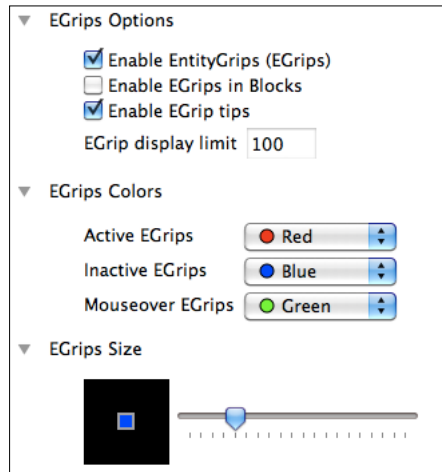 EGrips Options
Enable EntityGrips (EGrips)
Enable EGrips in Blocks
Enable EGrip tips
EGrip display limit 100
EGrips Colors
Active EGrips Red
Inactive EGrips Blue
Mouseover EGrips Green
EGrips Size